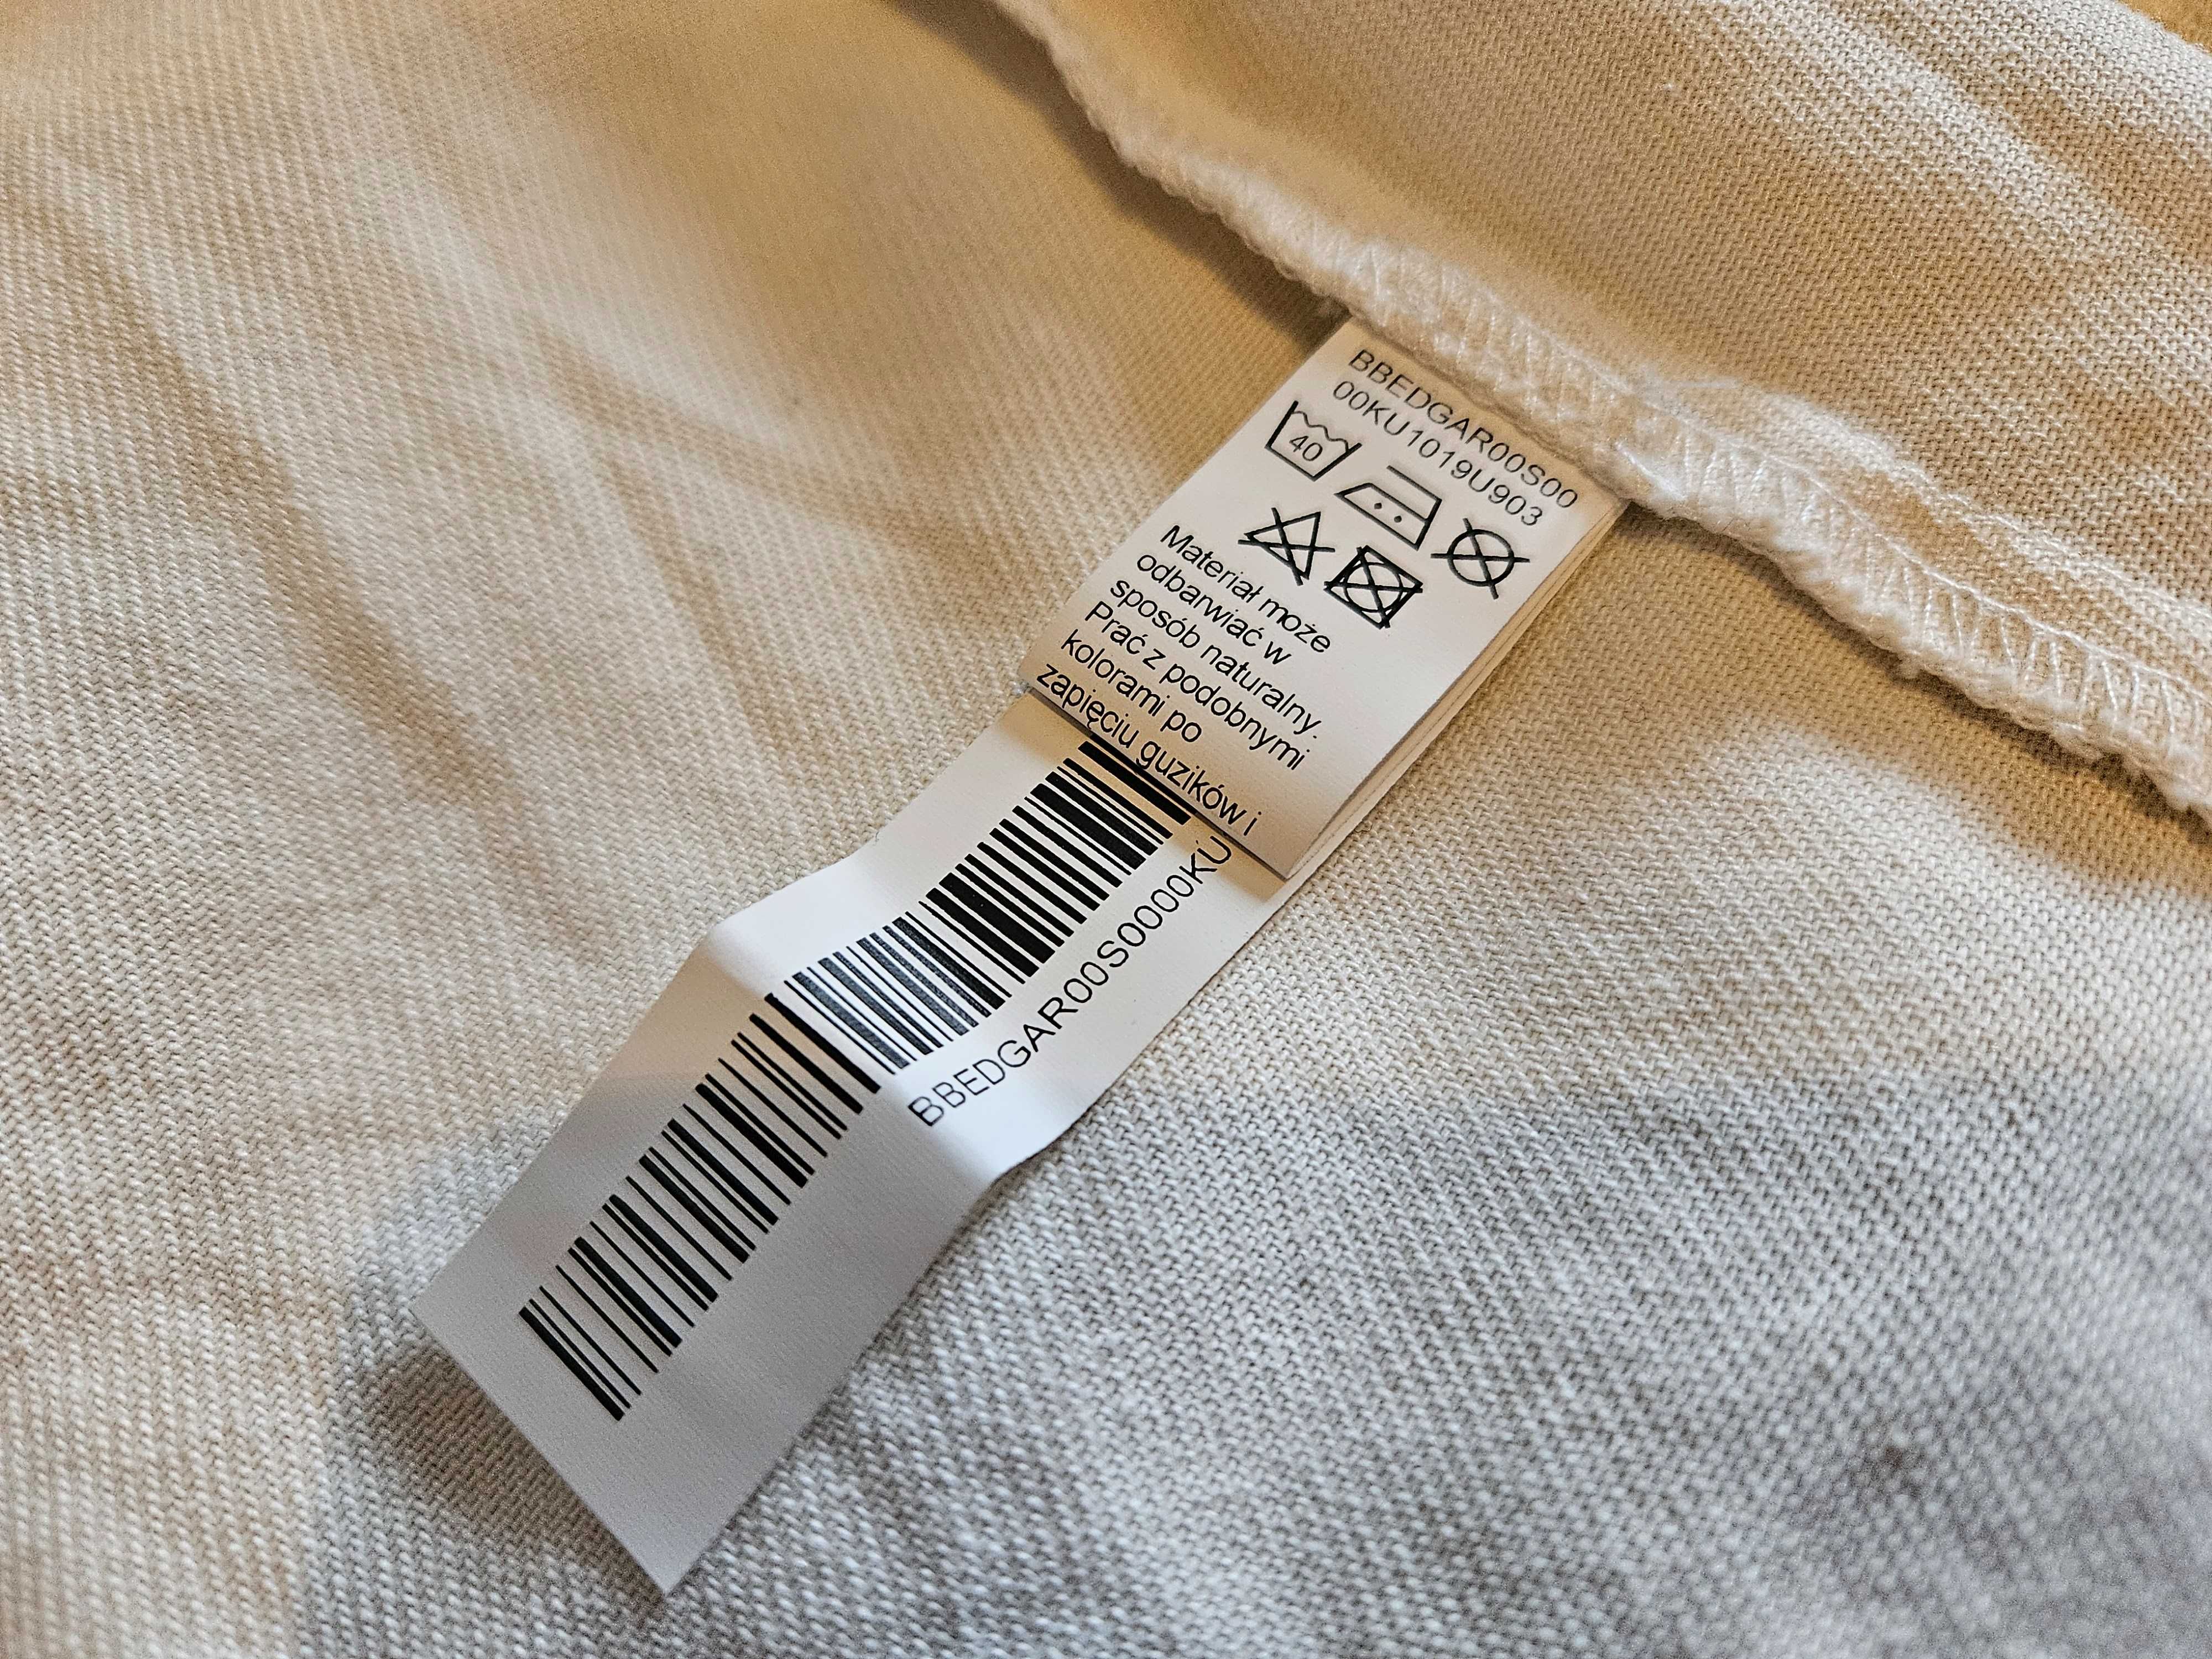 BBEDGAR00S00
00KU1019U903
40
Materiał może
odbarwiać w
sposób naturalny.
Prać z podobnymi
kolorami po
zapięciu guzików i
BBEDGAR00S0000KU